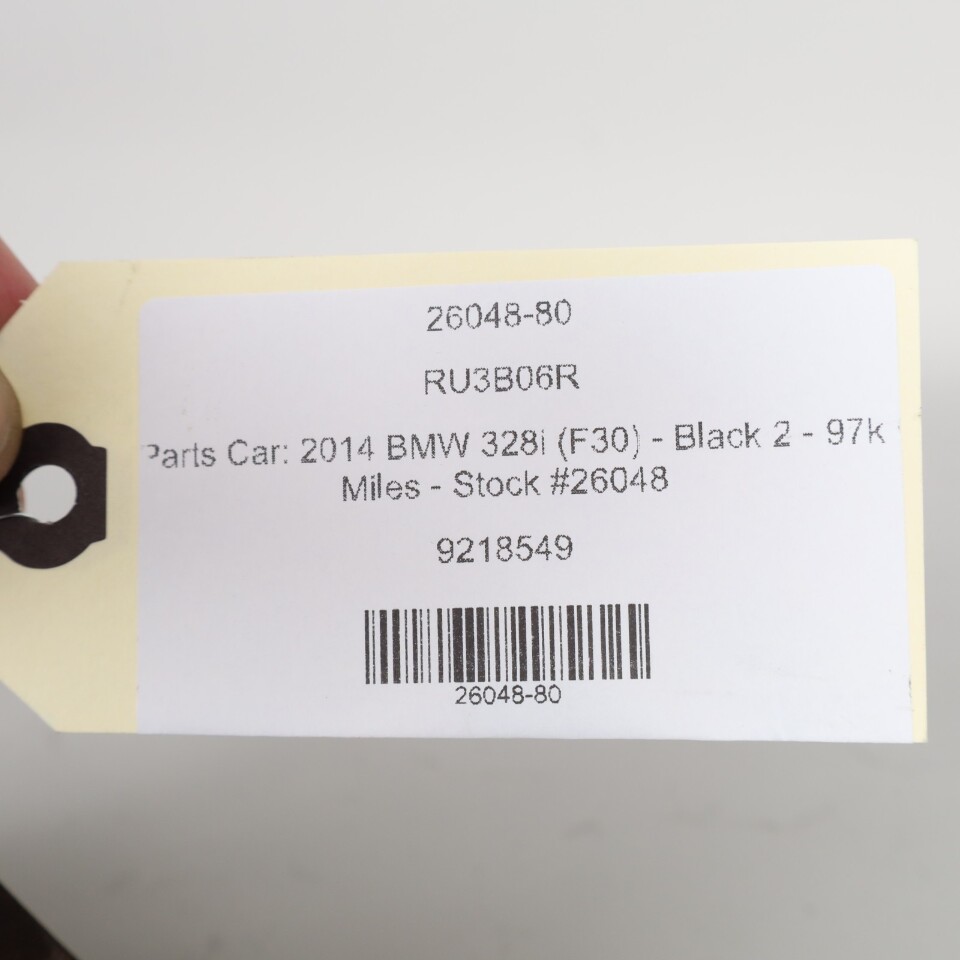 26048-80
RU3B06R
Parts Car: 2014 BMW 328i (F30) - Black 2 - 97k
Miles - Stock #26048
9218549
26048-80